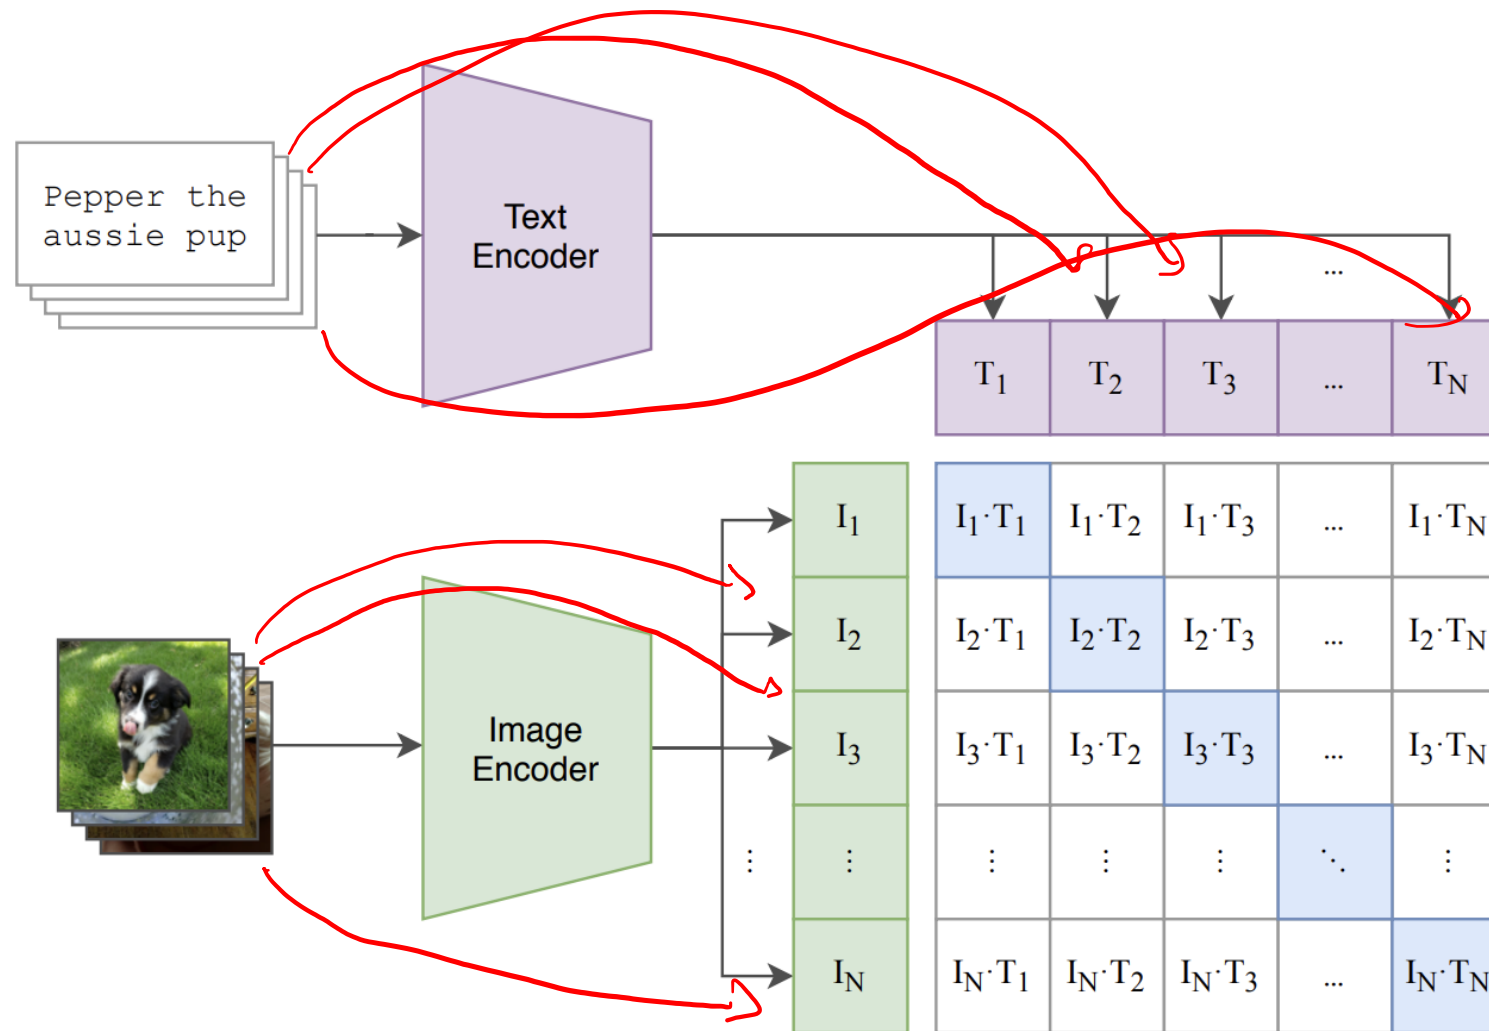 Pepper the
aussie pup
Text
Encoder
...
T1 T2 T3 ... TN
I1 I1·T1 I1·T2 I1·T3 ... I1·TN
I2 I2·T1 I2·T2 I2·T3 ... I2·TN
Image
Encoder
I3 I3·T1 I3·T2 I3·T3 ... I3·TN
⋮ ⋮ ⋮ ⋮ ⋮ ⋱ ⋮
IN IN·T1 IN·T2 IN·T3 ... IN·TN